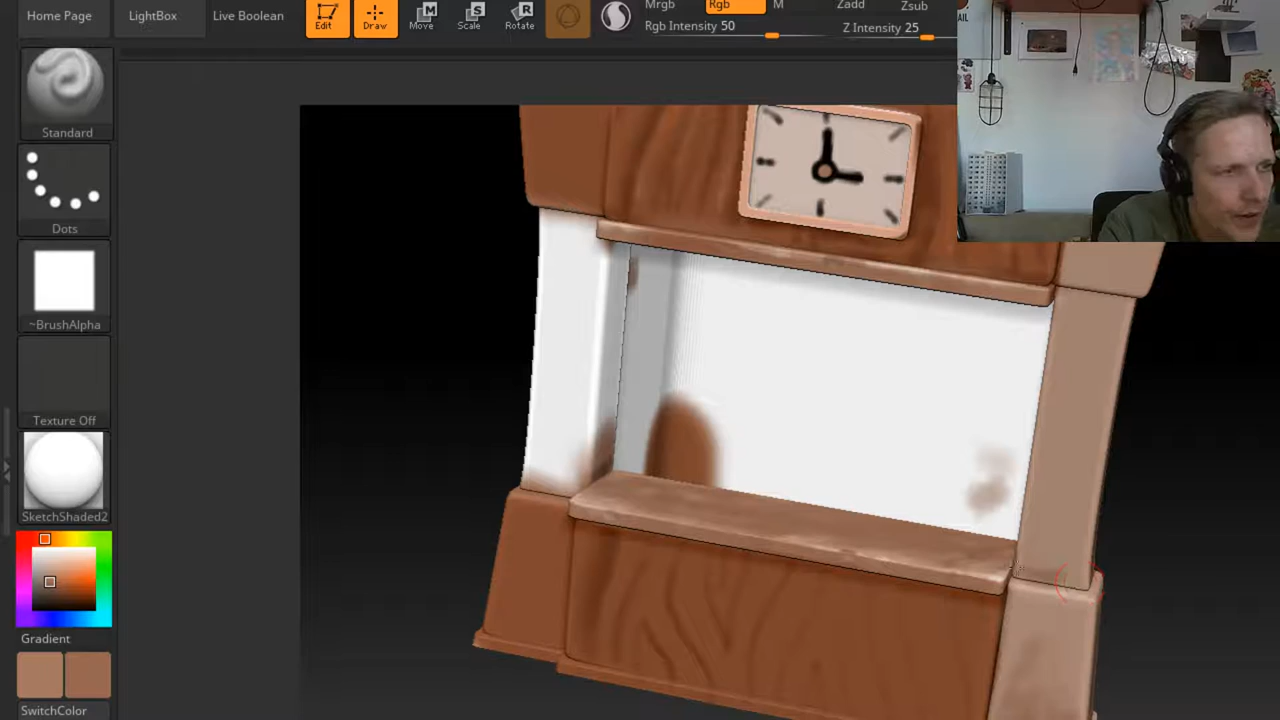 Home Page
LightBox
Live Boolean
Edit
Draw
Move
Scale
Rotate
Mrgb
Rgb
M
Zadd
Zsub
Rgb Intensity 50
Z Intensity 25
AIL
Standard
Dots
~BrushAlpha
Texture Off
SketchShaded2
Gradient
SwitchColor